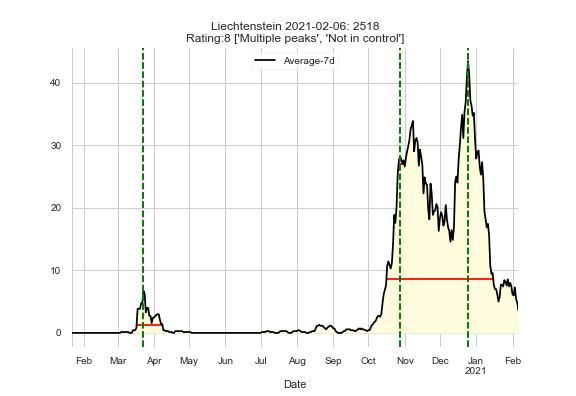 Liechtenstein 2021-02-06: 2518
Rating:8 ['Multiple peaks', 'Not in control']
Average-7d
40
30
20
10
0
Feb Mar Apr May Jun Jul Aug Sep Oct Nov Dec Jan Feb
2021
Date